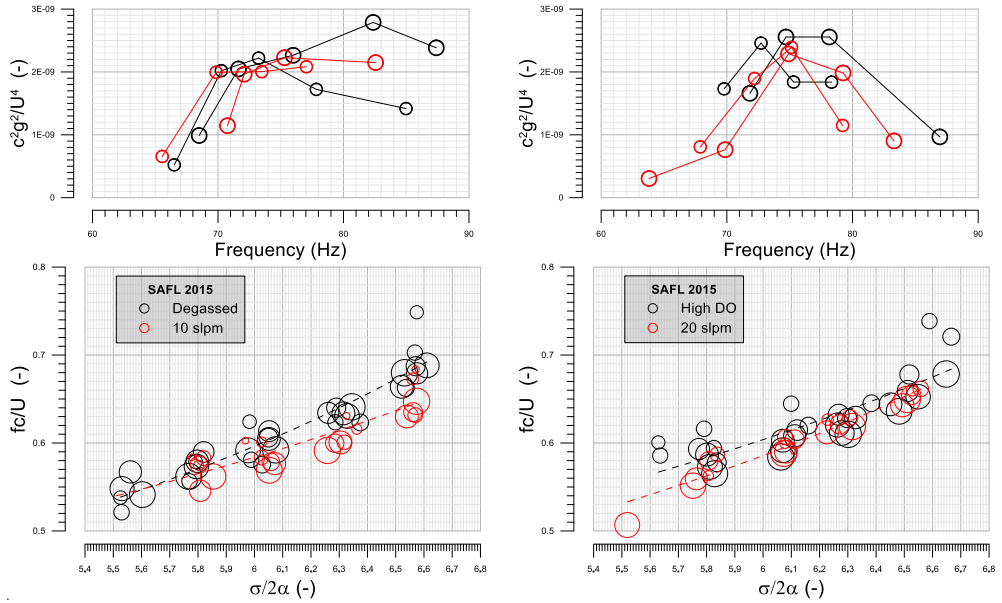 3E-09
2E-09
1E-09
0
c²g²/U⁴ (-)
60 70 80 90
Frequency (Hz)
3E-09
2E-09
1E-09
0
c²g²/U⁴ (-)
60 70 80 90
Frequency (Hz)
0.8
0.7
0.6
0.5
fc/U (-)
SAFL 2015
Degassed
10 slpm
5,4 5,5 5,6 5,7 5,8 5,9 6 6,1 6,2 6,3 6,4 6,5 6,6 6,7 6,8
σ/2α (-)
0.8
0.7
0.6
0.5
fc/U (-)
SAFL 2015
High DO
20 slpm
5,4 5,5 5,6 5,7 5,8 5,9 6 6,1 6,2 6,3 6,4 6,5 6,6 6,7 6,8
σ/2α (-)